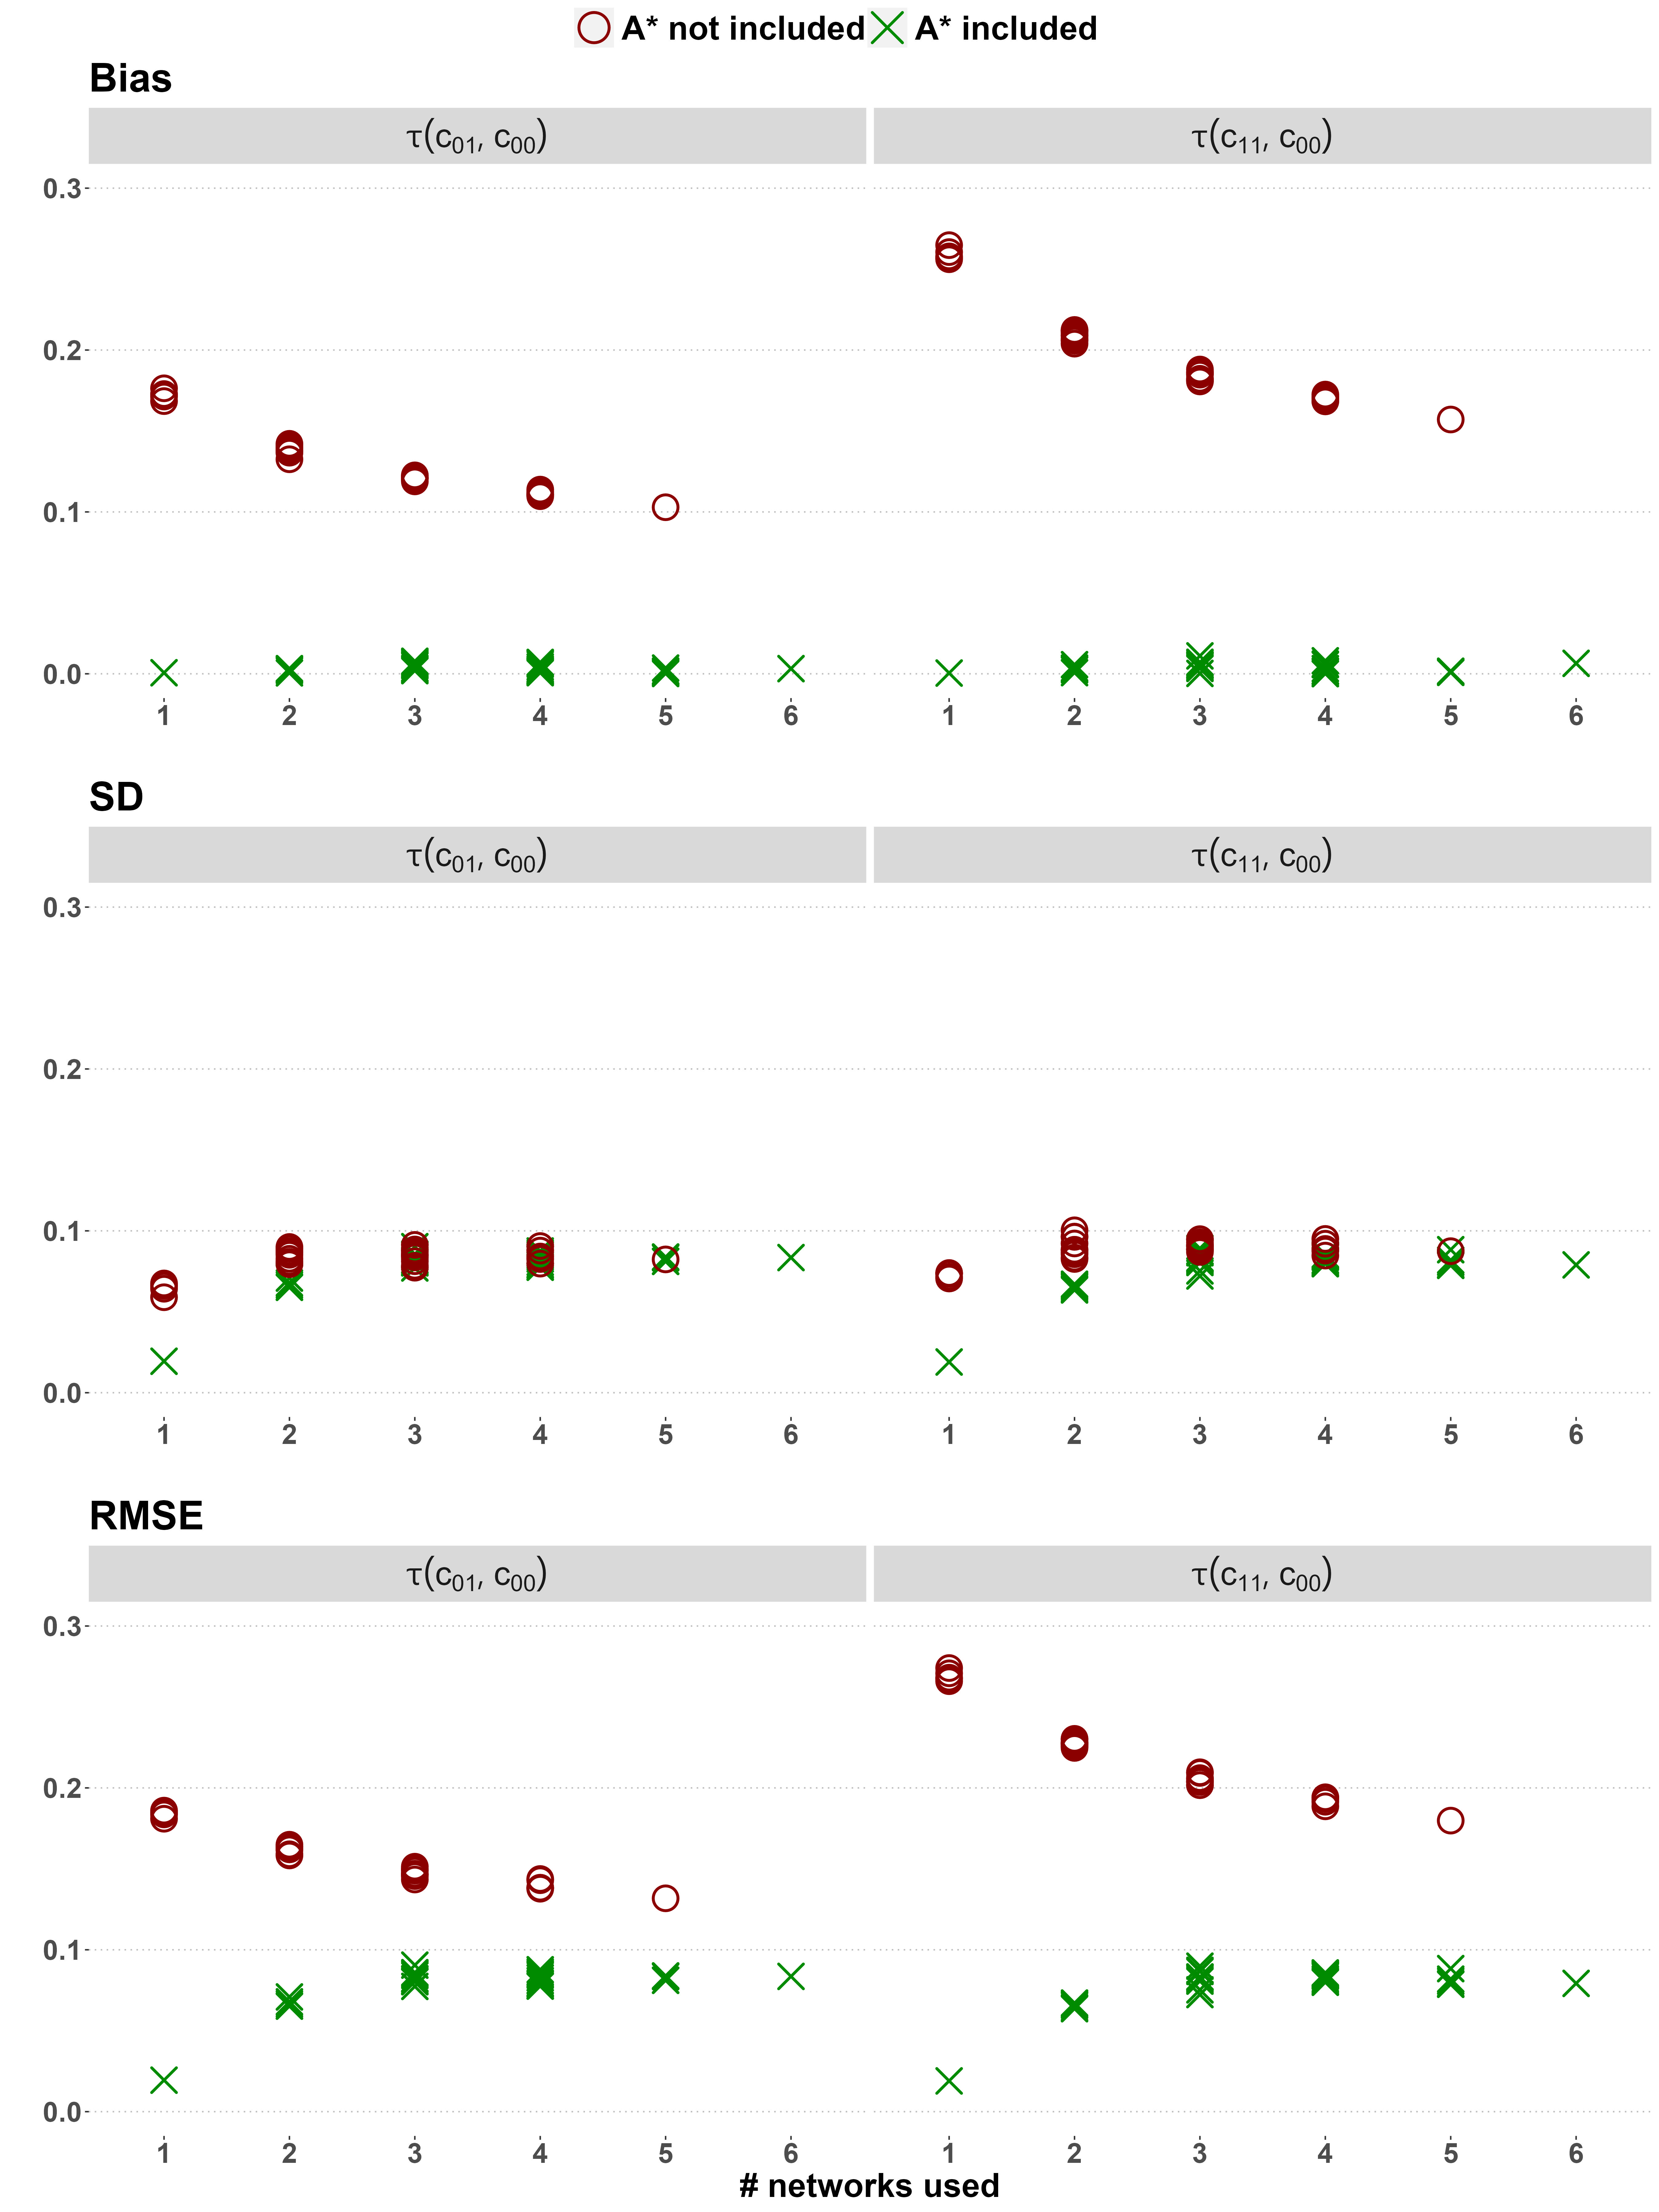 A* not included A* included
Bias
τ(c₀₁, c₀₀) τ(c₁₁, c₀₀)
0.3
0.2
0.1
0.0
1 2 3 4 5 6 1 2 3 4 5 6
SD
τ(c₀₁, c₀₀) τ(c₁₁, c₀₀)
0.3
0.2
0.1
0.0
1 2 3 4 5 6 1 2 3 4 5 6
RMSE
τ(c₀₁, c₀₀) τ(c₁₁, c₀₀)
0.3
0.2
0.1
0.0
1 2 3 4 5 6 1 2 3 4 5 6
# networks used